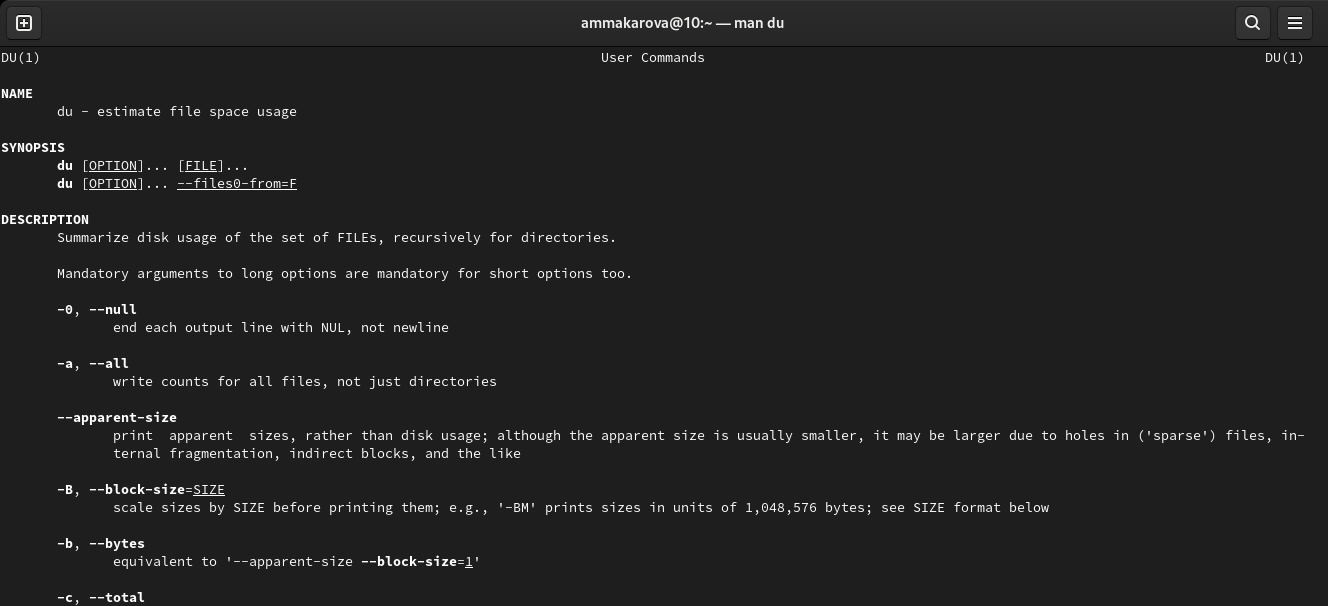 ammakarova@10:~ — man du
DU(1) User Commands DU(1)
NAME
du - estimate file space usage
SYNOPSIS
du [OPTION]... [FILE]...
du [OPTION]... --files0-from=F
DESCRIPTION
Summarize disk usage of the set of FILEs, recursively for directories.
Mandatory arguments to long options are mandatory for short options too.
-0, --null
end each output line with NUL, not newline
-a, --all
write counts for all files, not just directories
--apparent-size
print  apparent  sizes, rather than disk usage; although the apparent size is usually smaller, it may be larger due to holes in ('sparse') files, in-
ternal fragmentation, indirect blocks, and the like
-B, --block-size=SIZE
scale sizes by SIZE before printing them; e.g., '-BM' prints sizes in units of 1,048,576 bytes; see SIZE format below
-b, --bytes
equivalent to '--apparent-size --block-size=1'
-c, --total